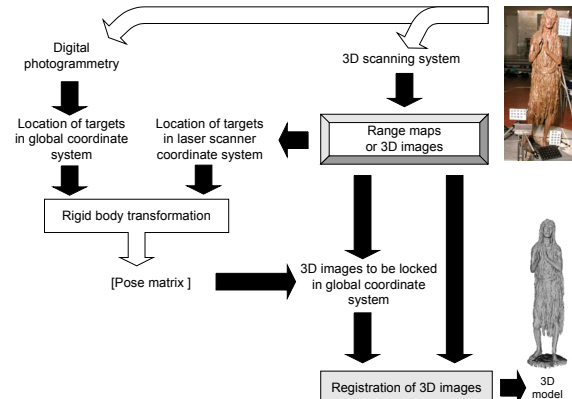 Digital
photogrammetry
3D scanning system
Location of targets
in global coordinate
system
Location of targets
in laser scanner
coordinate system
Range maps
or 3D images
Rigid body transformation
[Pose matrix ]
3D images to be locked
in global coordinate
system
Registration of 3D images
3D
model